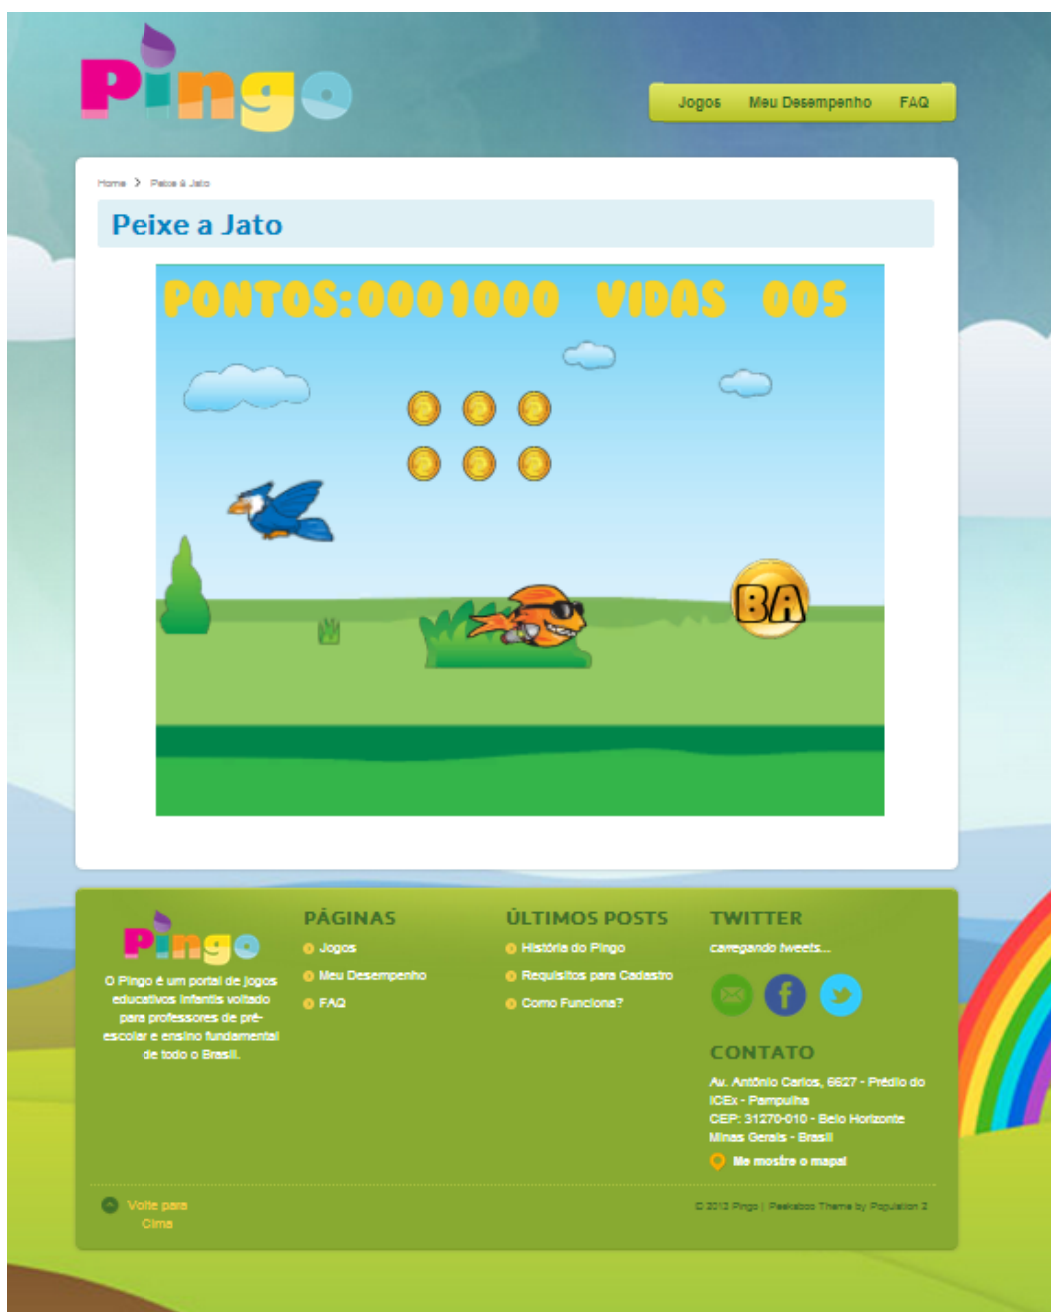 Pingo
Jogos Meu Desempenho FAQ
Home > Peixe a Jato
Peixe a Jato
PONTOS:0001000 VIDAS 005
BA
Pingo
O Pingo é um portal de jogos
educativos infantis voltado
para professores de pré-
escolar e ensino fundamental
de todo o Brasil.
PÁGINAS
Jogos
Meu Desempenho
FAQ
ÚLTIMOS POSTS
História do Pingo
Requisitos para Cadastro
Como Funciona?
TWITTER
carregando tweets...
CONTATO
Av. Antônio Carlos, 6627 - Prédio do
ICEx - Pampulha
CEP: 31270-010 - Belo Horizonte
Minas Gerais - Brasil
Me mostre o mapa!
Volte para
Cima
© 2013 Pingo | Peekaboo Theme by Population 2